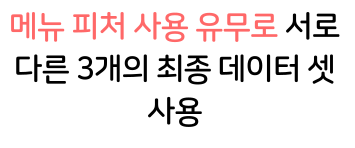 메뉴 피처 사용 유무로 서로
다른 3개의 최종 데이터 셋
사용